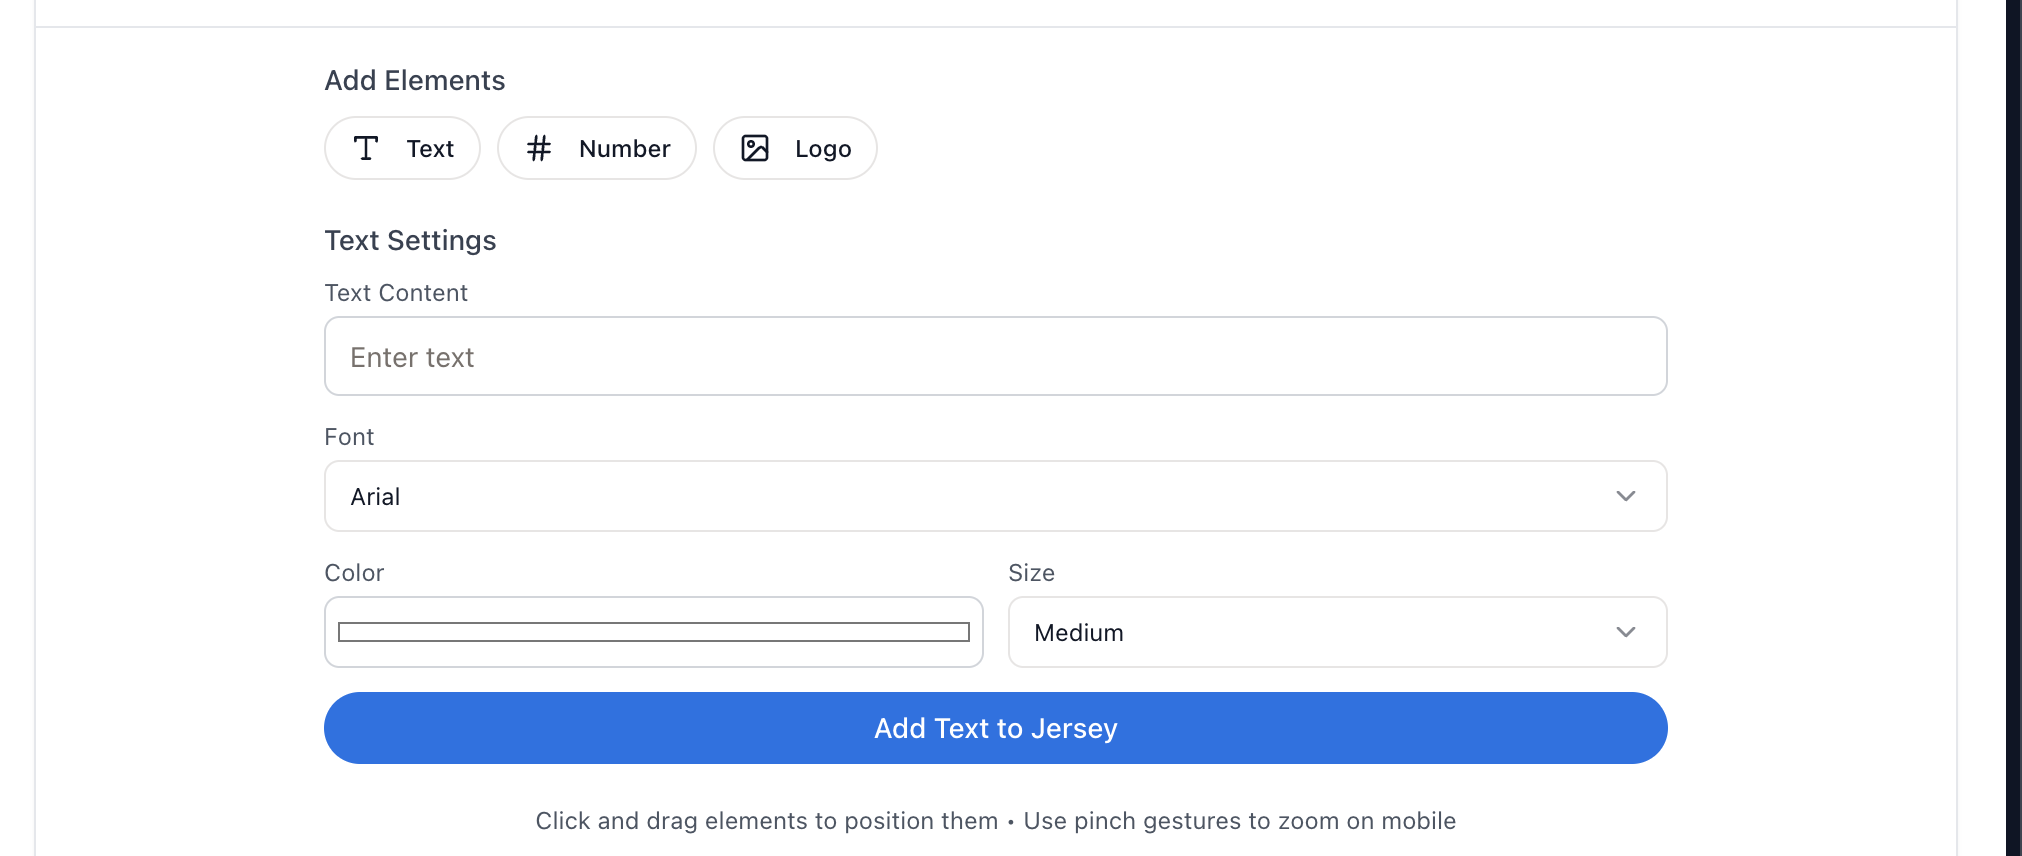 Add Elements
Text
Number
Logo
Text Settings
Text Content
Enter text
Font
Arial
Color
Size
Medium
Add Text to Jersey
Click and drag elements to position them • Use pinch gestures to zoom on mobile